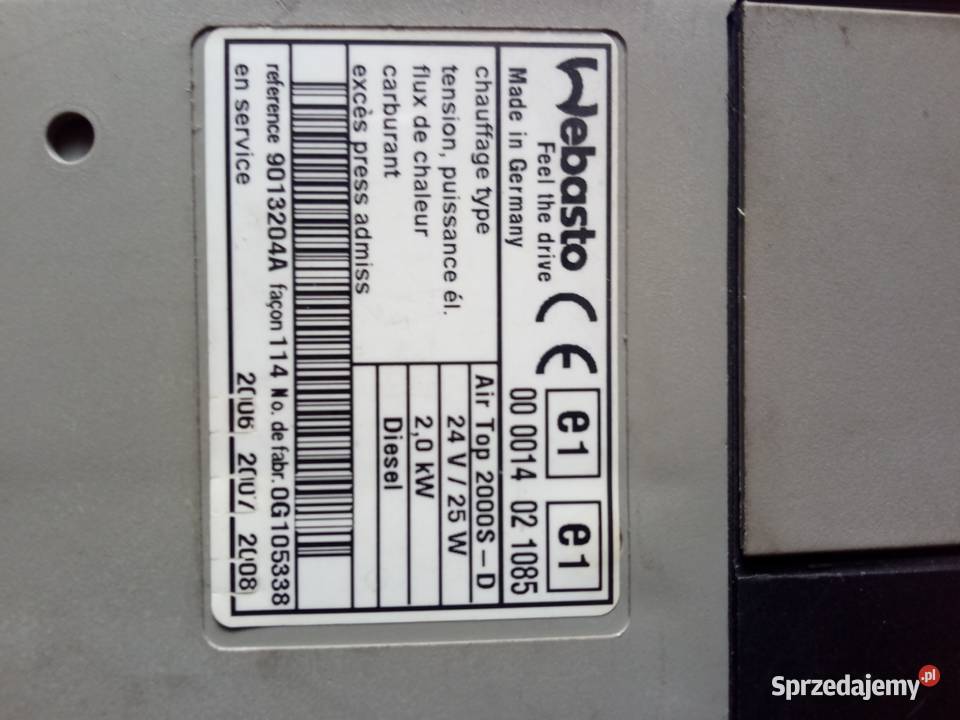 Webasto CE e1 e1
Feel the drive 00 0014 02 1085
Made in Germany
chauffage type Air Top 2000S-D
tension, puissance él. 24 V / 25 W
flux de chaleur 2,0 kW
carburant Diesel
excès press admiss
reference 9013204A façon 114 No. de fabr. 0G105338
en service 2006 2007 2008
Sprzedajemy.pl